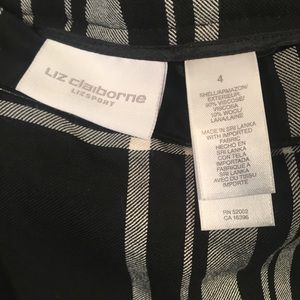 Liz claiborne
LIZSPORT
4
SHELL/ARMAZON/
EXTERIEUR
90% VISCOSE/
VISCOSA
10% WOOL/
LANA/LAINE
MADE IN SRI LANKA
WITH IMPORTED
FABRIC
HECHO EN
SRI LANKA
CON TELA
IMPORTADA
FABRIQUÉ À
SRI LANKA
AVEC DU TISSU
IMPORTE
RN 52002
CA 16396